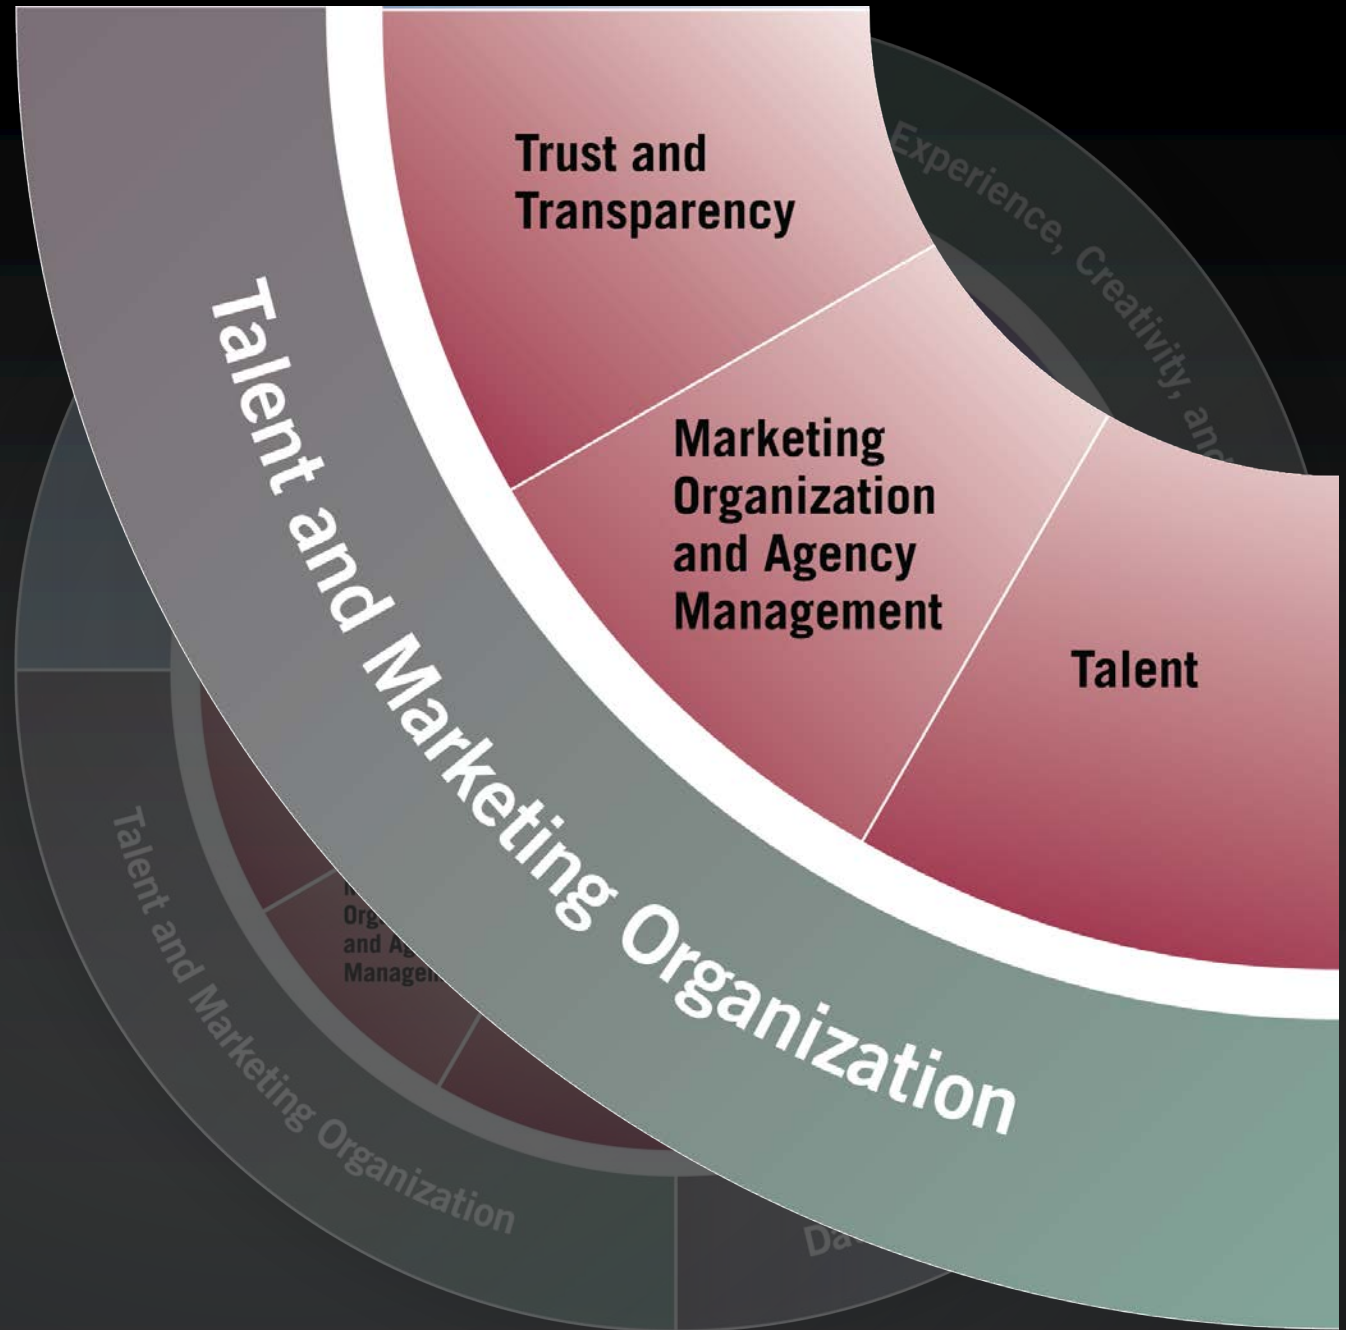 Trust and
Transparency
Experience, Creativity, and
Marketing
Organization
and Agency
Management
Talent
Talent and Marketing Organization
and
Talent and Marketing Organization